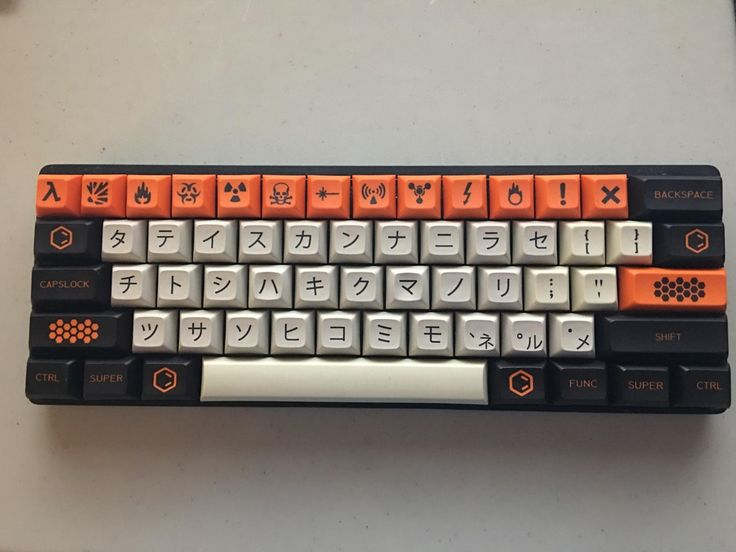 λ ! BACKSPACE
タ テ イ ス カ ン ナ ニ ラ セ { [ } ]
CAPSLOCK チ ト シ ハ キ ク マ ノ リ : ; " '
ツ サ ソ ヒ コ ミ モ 、ネ 。ル ・メ SHIFT
CTRL SUPER FUNC SUPER CTRL